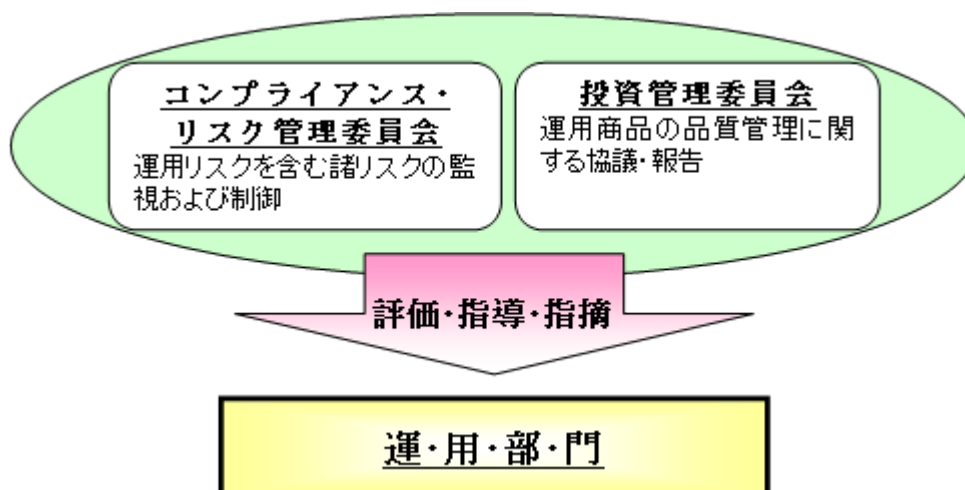 コンプライアンス・
リスク管理委員会
運用リスクを含む諸リスクの監
視および制御
投資管理委員会
運用商品の品質管理に関
する協議・報告
評価・指導・指摘
運・用・部・門